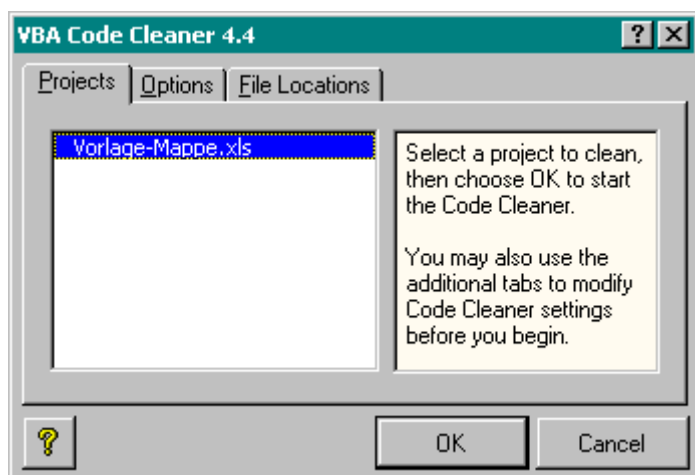 VBA Code Cleaner 4.4
Projects Options File Locations
Vorlage-Mappe.xls
Select a project to clean,
then choose OK to start
the Code Cleaner.
You may also use the
additional tabs to modify
Code Cleaner settings
before you begin.
OK Cancel